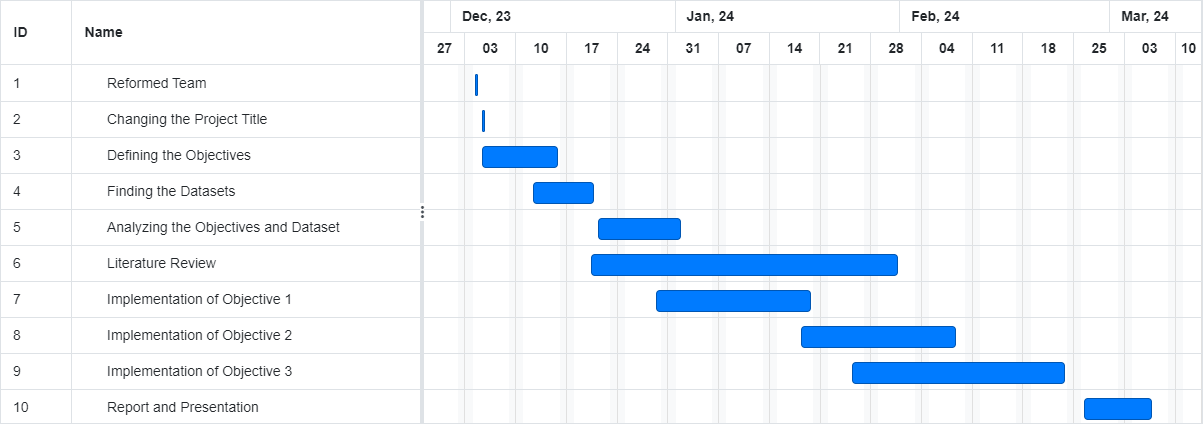 ID Name Dec, 23 Jan, 24 Feb, 24 Mar, 24
27 03 10 17 24 31 07 14 21 28 04 11 18 25 03 10
1 Reformed Team
2 Changing the Project Title
3 Defining the Objectives
4 Finding the Datasets
5 Analyzing the Objectives and Dataset
6 Literature Review
7 Implementation of Objective 1
8 Implementation of Objective 2
9 Implementation of Objective 3
10 Report and Presentation